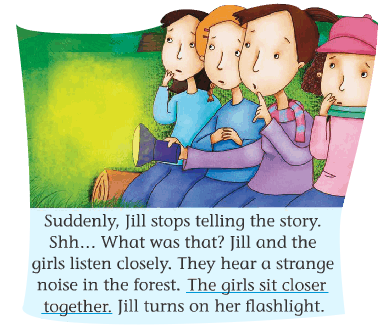 Suddenly, Jill stops telling the story.
Shh... What was that? Jill and the
girls listen closely. They hear a strange
noise in the forest. The girls sit closer
together. Jill turns on her flashlight.